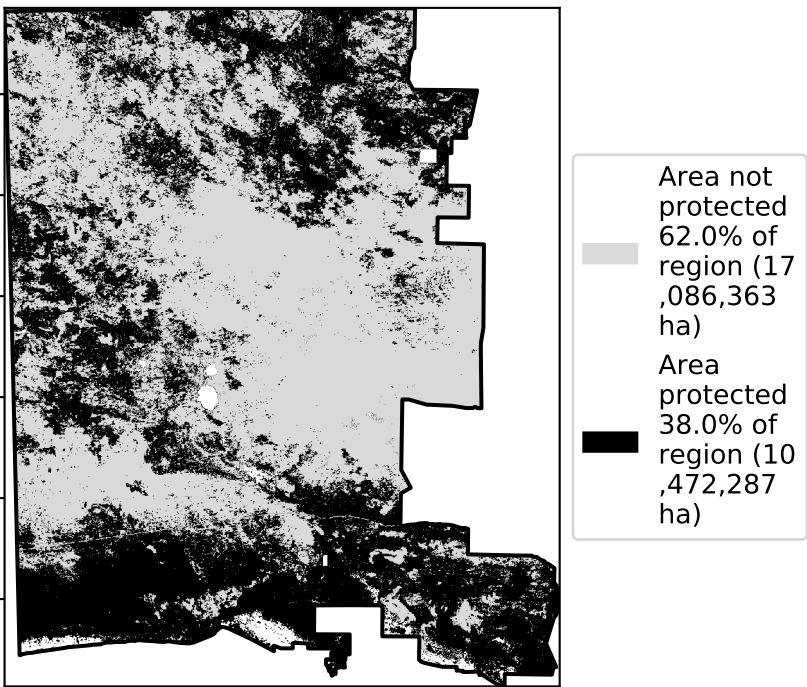 Area not
protected
62.0% of
region (17
,086,363
ha)
Area
protected
38.0% of
region (10
,472,287
ha)